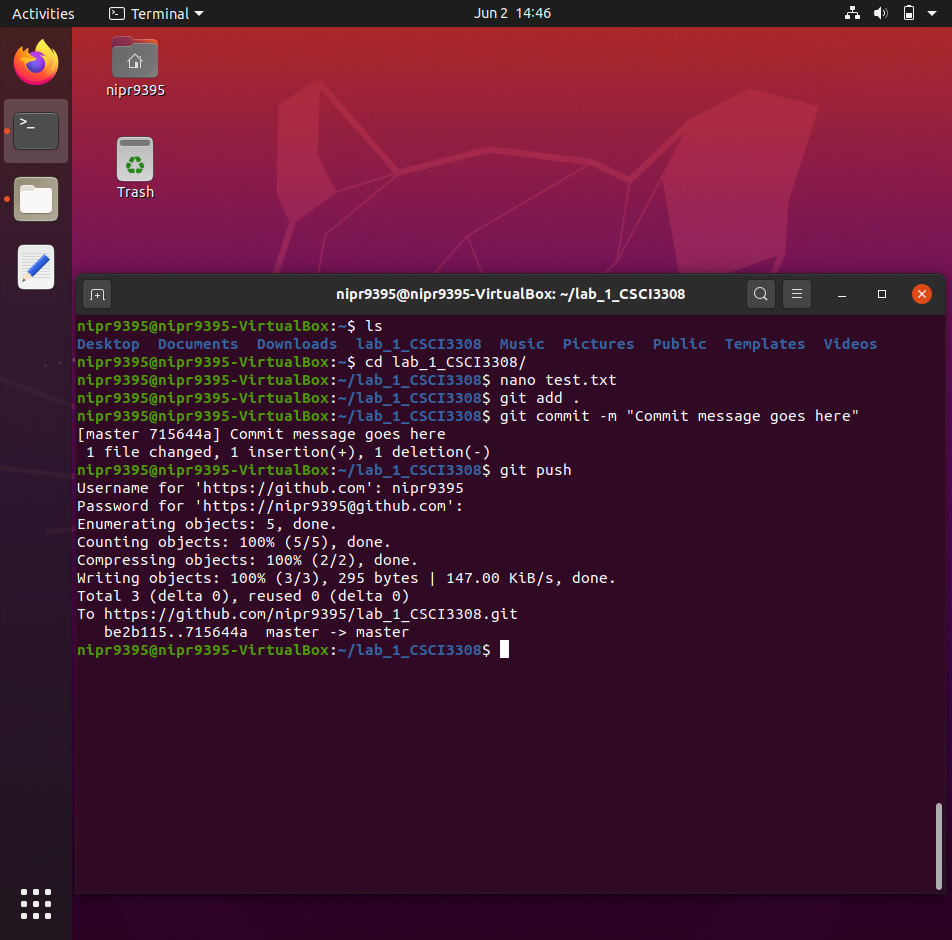 Activities
Terminal
Jun 2 14:46
nipr9395
Trash
nipr9395@nipr9395-VirtualBox: ~/lab_1_CSCI3308
nipr9395@nipr9395-VirtualBox:~$ ls
Desktop Documents Downloads lab_1_CSCI3308 Music Pictures Public Templates Videos
nipr9395@nipr9395-VirtualBox:~$ cd lab_1_CSCI3308/
nipr9395@nipr9395-VirtualBox:~/lab_1_CSCI3308$ nano test.txt
nipr9395@nipr9395-VirtualBox:~/lab_1_CSCI3308$ git add .
nipr9395@nipr9395-VirtualBox:~/lab_1_CSCI3308$ git commit -m "Commit message goes here"
[master 715644a] Commit message goes here
1 file changed, 1 insertion(+), 1 deletion(-)
nipr9395@nipr9395-VirtualBox:~/lab_1_CSCI3308$ git push
Username for 'https://github.com': nipr9395
Password for 'https://nipr9395@github.com':
Enumerating objects: 5, done.
Counting objects: 100% (5/5), done.
Compressing objects: 100% (2/2), done.
Writing objects: 100% (3/3), 295 bytes | 147.00 KiB/s, done.
Total 3 (delta 0), reused 0 (delta 0)
To https://github.com/nipr9395/lab_1_CSCI3308.git
be2b115..715644a master -> master
nipr9395@nipr9395-VirtualBox:~/lab_1_CSCI3308$